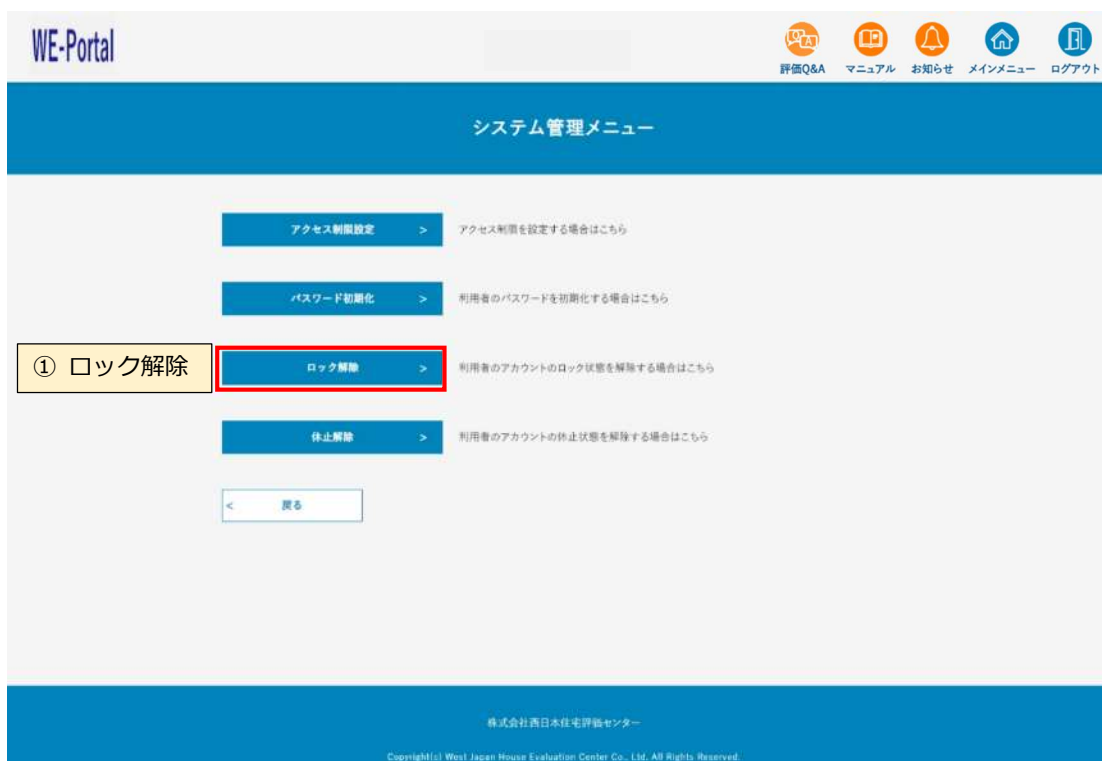 WE-Portal
評価Q&A マニュアル お知らせ メインメニュー ログアウト
システム管理メニュー
アクセス制限設定 > アクセス制限を設定する場合はこちら
パスワード初期化 > 利用者のパスワードを初期化する場合はこちら
① ロック解除 ロック解除 > 利用者のアカウントのロック状態を解除する場合はこちら
休止解除 > 利用者のアカウントの休止状態を解除する場合はこちら
< 戻る
株式会社西日本住宅評価センター
Copyright(c) West Japan House Evaluation Center Co., Ltd. All Rights Reserved.